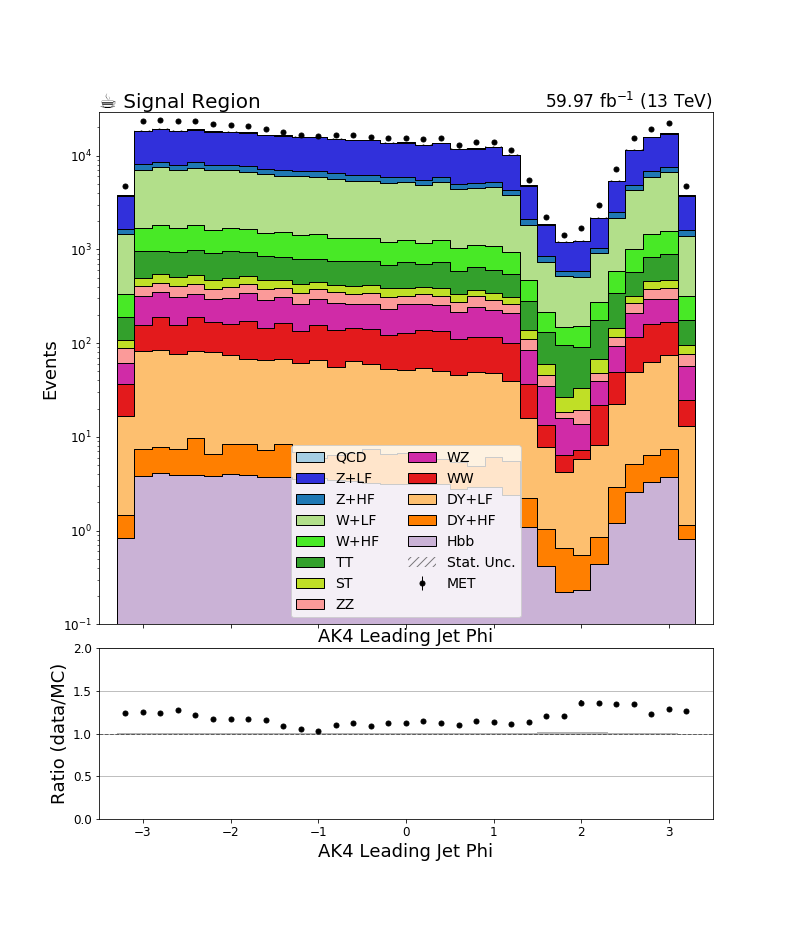 ☕ Signal Region
59.97 fb⁻¹ (13 TeV)
Events
10⁴
10³
10²
10¹
10⁰
10⁻¹
QCD
Z+LF
Z+HF
W+LF
W+HF
TT
ST
ZZ
WZ
WW
DY+LF
DY+HF
Hbb
Stat. Unc.
MET
AK4 Leading Jet Phi
Ratio (data/MC)
2.0
1.5
1.0
0.5
0.0
−3 −2 −1 0 1 2 3
AK4 Leading Jet Phi